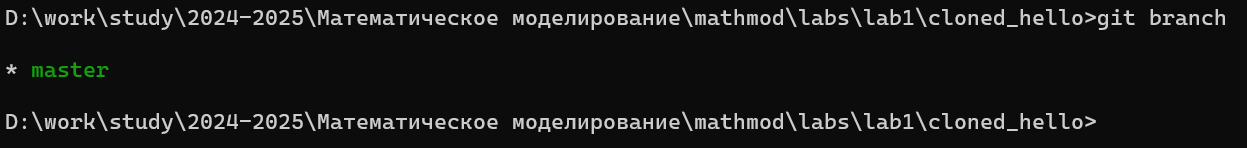 D:\work\study\2024-2025\Математическое моделирование\mathmod\labs\lab1\cloned_hello>git branch
* master
D:\work\study\2024-2025\Математическое моделирование\mathmod\labs\lab1\cloned_hello>